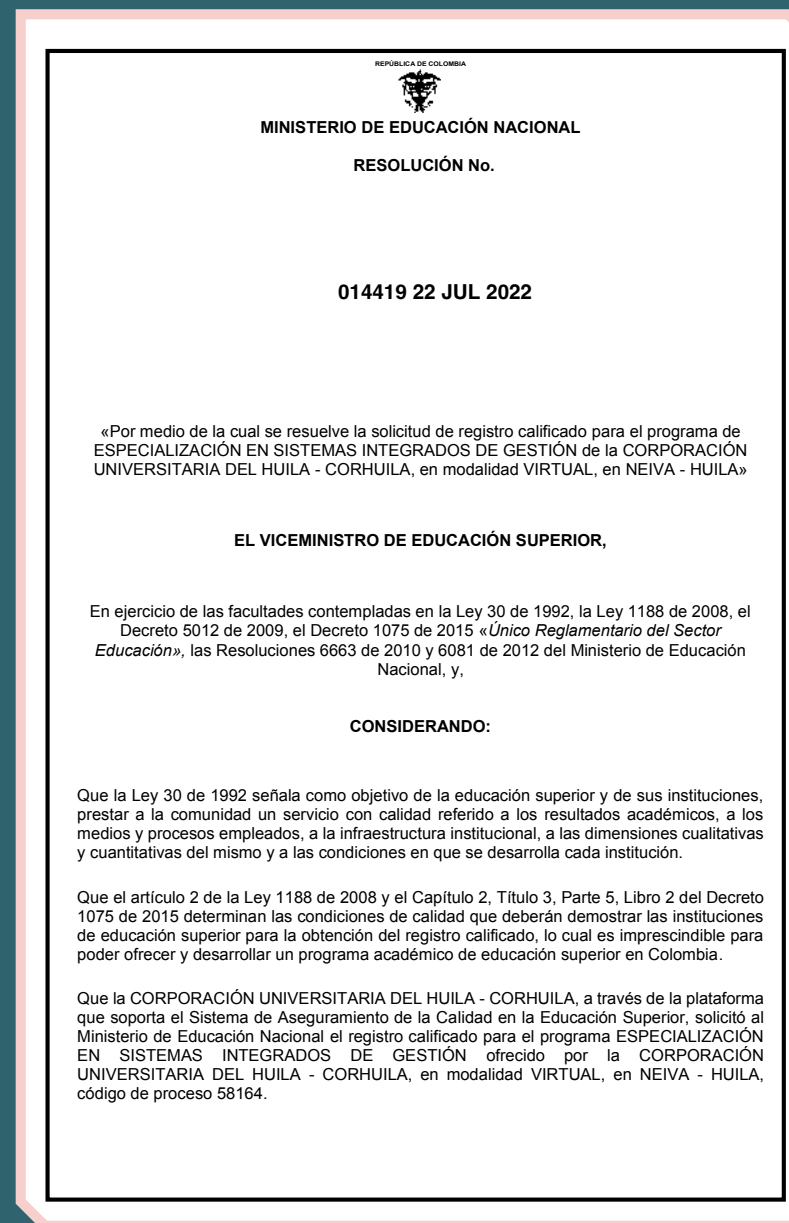 REPÚBLICA DE COLOMBIA
MINISTERIO DE EDUCACIÓN NACIONAL
RESOLUCIÓN No.
014419 22 JUL 2022
«Por medio de la cual se resuelve la solicitud de registro calificado para el programa de
ESPECIALIZACIÓN EN SISTEMAS INTEGRADOS DE GESTIÓN de la CORPORACIÓN
UNIVERSITARIA DEL HUILA - CORHUILA, en modalidad VIRTUAL, en NEIVA - HUILA»
EL VICEMINISTRO DE EDUCACIÓN SUPERIOR,
En ejercicio de las facultades contempladas en la Ley 30 de 1992, la Ley 1188 de 2008, el
Decreto 5012 de 2009, el Decreto 1075 de 2015 «Único Reglamentario del Sector
Educación», las Resoluciones 6663 de 2010 y 6081 de 2012 del Ministerio de Educación
Nacional, y,
CONSIDERANDO:
Que la Ley 30 de 1992 señala como objetivo de la educación superior y de sus instituciones,
prestar a la comunidad un servicio con calidad referido a los resultados académicos, a los
medios y procesos empleados, a la infraestructura institucional, a las dimensiones cualitativas
y cuantitativas del mismo y a las condiciones en que se desarrolla cada institución.
Que el artículo 2 de la Ley 1188 de 2008 y el Capítulo 2, Título 3, Parte 5, Libro 2 del Decreto
1075 de 2015 determinan las condiciones de calidad que deberán demostrar las instituciones
de educación superior para la obtención del registro calificado, lo cual es imprescindible para
poder ofrecer y desarrollar un programa académico de educación superior en Colombia.
Que la CORPORACIÓN UNIVERSITARIA DEL HUILA - CORHUILA, a través de la plataforma
que soporta el Sistema de Aseguramiento de la Calidad en la Educación Superior, solicitó al
Ministerio de Educación Nacional el registro calificado para el programa ESPECIALIZACIÓN
EN SISTEMAS INTEGRADOS DE GESTIÓN ofrecido por la CORPORACIÓN
UNIVERSITARIA DEL HUILA - CORHUILA, en modalidad VIRTUAL, en NEIVA - HUILA,
código de proceso 58164.